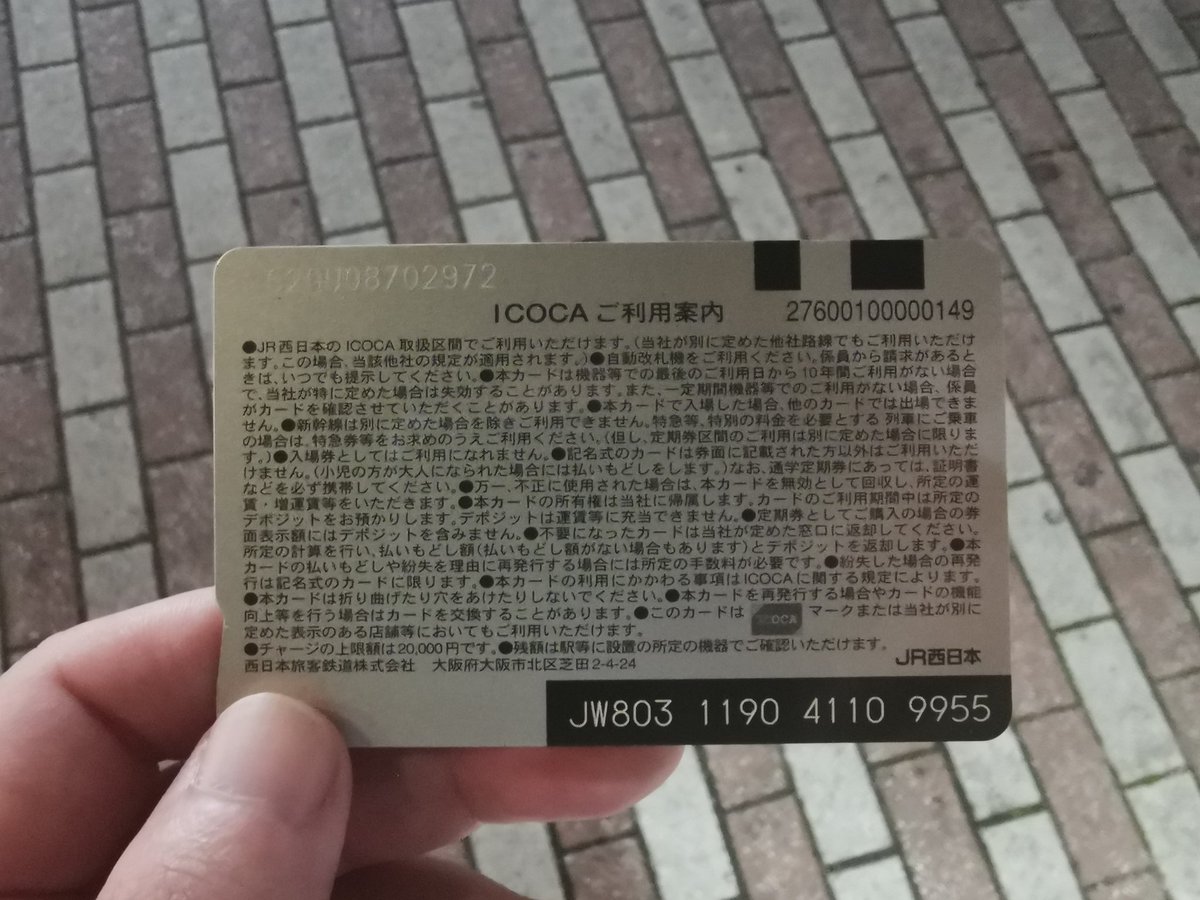 S20U08702972
ICOCA ご利用案内 27600100000149
●JR西日本のICOCA取扱区間でご利用いただけます。(当社が別に定めた他社路線でもご利用いただけ
ます。この場合、当該他社の規定が適用されます。)●自動改札機をご利用ください。係員から請求があると
きは、いつでも提示してください。●本カードは機器等での最後のご利用日から10年間ご利用がない場合
で、当社が特に定めた場合は失効することがあります。また、一定期間機器等でのご利用がない場合、係員
がカードを確認させていただくことがあります。●本カードで入場した場合、他のカードでは出場できま
せん。●新幹線は別に定めた場合を除きご利用できません。特急等、特別の料金を必要とする列車にご乗車
の場合は、特急券等をお求めのうえご利用ください。(但し、定期券区間のご利用は別に定めた場合に限りま
す。)●入場券としてはご利用になれません。●記名式のカードは券面に記載された方以外はご利用いただ
けません。(小児の方が大人になられた場合には払いもどしをします。)なお、通学定期券にあっては、証明書
などを必ず携帯してください。●万一、不正に使用された場合は、本カードを無効として回収し、所定の運
賃・増運賃等をいただきます。●本カードの所有権は当社に帰属します。カードのご利用期間中は所定の
デポジットをお預かりします。デポジットは運賃等に充当できません。●定期券としてご購入の場合の券
面表示額にはデポジットを含みません。●不要になったカードは当社が定めた窓口に返却してください。
所定の計算を行い、払いもどし額(払いもどし額がない場合もあります)とデポジットを返却します。●本
カードの払いもどしや紛失を理由に再発行する場合には所定の手数料が必要です。●紛失した場合の再発
行は記名式のカードに限ります。●本カードの利用にかかわる事項はICOCAに関する規定によります。
●本カードは折り曲げたり穴をあけたりしないでください。●本カードを再発行する場合やカードの機能
向上等を行う場合はカードを交換することがあります。●このカードは ICOCA マークまたは当社が別に
定めた表示のある店舗等においてもご利用いただけます。
●チャージの上限額は20,000円です。●残額は駅等に設置の所定の機器でご確認いただけます。
西日本旅客鉄道株式会社 大阪府大阪市北区芝田2-4-24 JR西日本
JW803 1190 4110 9955